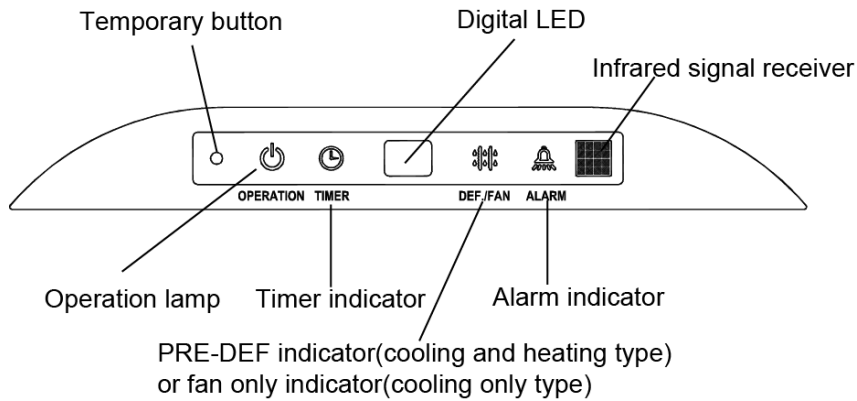 Temporary button
Digital LED
Infrared signal receiver
OPERATION
TIMER
DEF./FAN
ALARM
Operation lamp
Timer indicator
Alarm indicator
PRE-DEF indicator(cooling and heating type)
or fan only indicator(cooling only type)